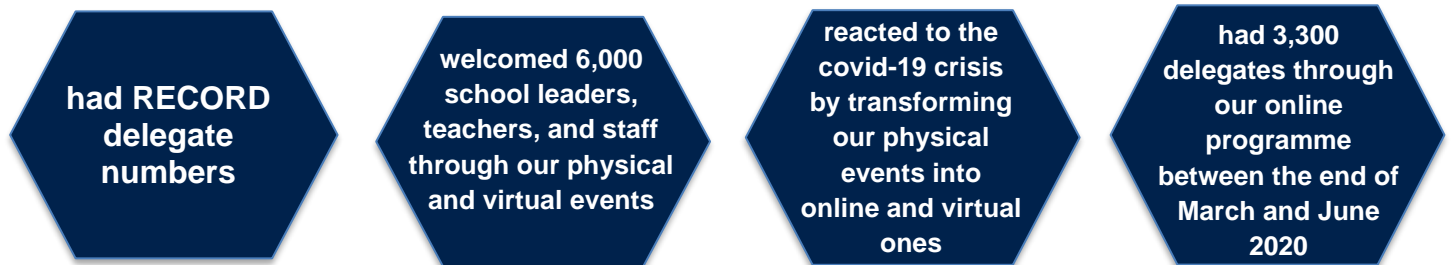 had RECORD
delegate
numbers
welcomed 6,000
school leaders,
teachers, and staff
through our physical
and virtual events
reacted to the
covid-19 crisis
by transforming
our physical
events into
online and virtual
ones
had 3,300
delegates through
our online
programme
between the end of
March and June
2020